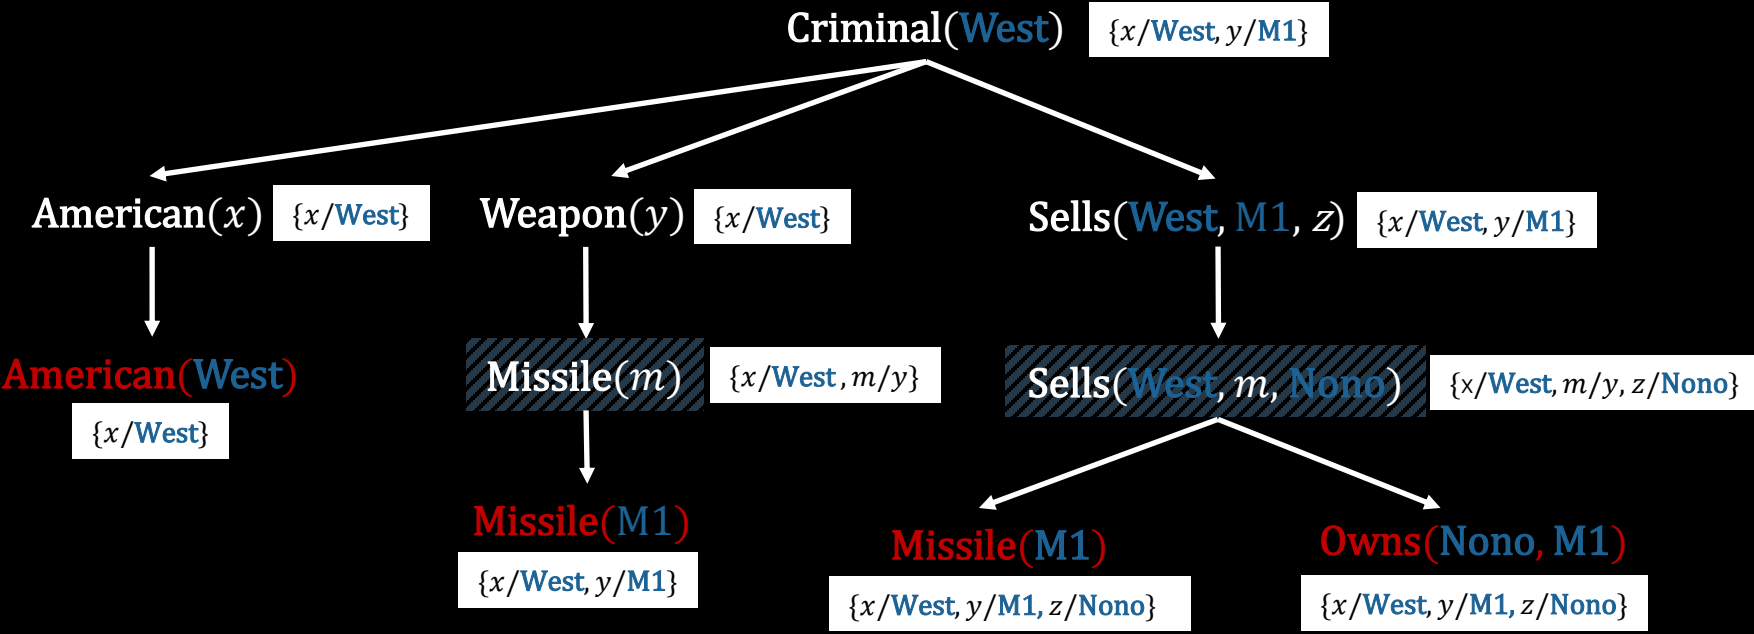 Criminal(West) {x/West, y/M1}
American(x) {x/West} Weapon(y) {x/West} Sells(West, M1, z) {x/West, y/M1}
American(West) Missile(m) {x/West , m/y} Sells(West, m, Nono) {x/West, m/y, z/Nono}
{x/West}
Missile(M1) Missile(M1) Owns(Nono, M1)
{x/West, y/M1} {x/West, y/M1, z/Nono} {x/West, y/M1, z/Nono}